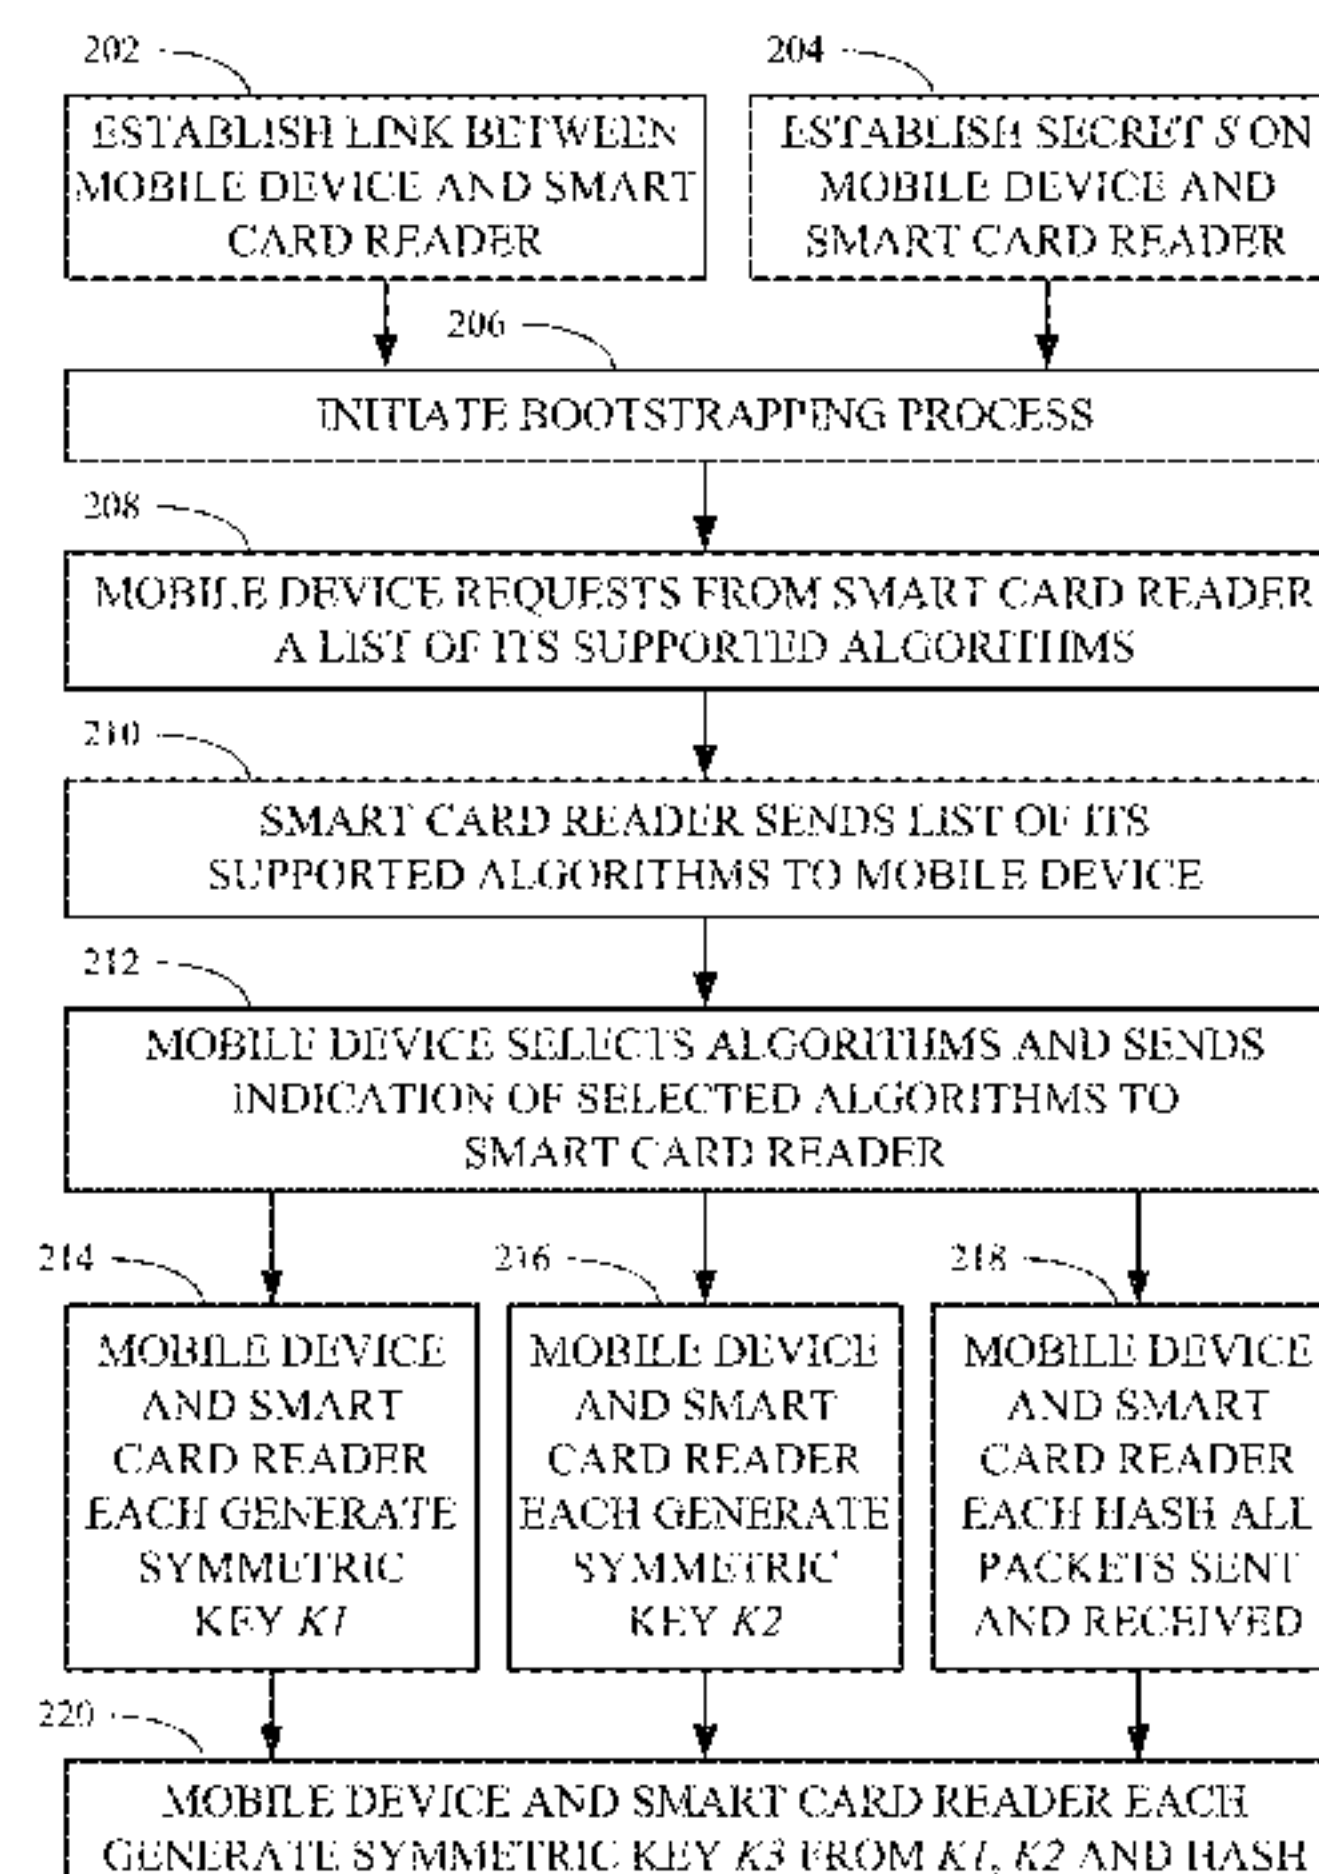 202
204
ESTABLISH LINK BETWEEN
MOBILE DEVICE AND SMART
CARD READER
ESTABLISH SECRET S ON
MOBILE DEVICE AND
SMART CARD READER
206
INITIATE BOOTSTRAPPING PROCESS
208
MOBILE DEVICE REQUESTS FROM SMART CARD READER
A LIST OF ITS SUPPORTED ALGORITHMS
210
SMART CARD READER SENDS LIST OF ITS
SUPPORTED ALGORITHMS TO MOBILE DEVICE
212
MOBILE DEVICE SELECTS ALGORITHMS AND SENDS
INDICATION OF SELECTED ALGORITHMS TO
SMART CARD READER
214
216
218
MOBILE DEVICE
AND SMART
CARD READER
EACH GENERATE
SYMMETRIC
KEY K1
MOBILE DEVICE
AND SMART
CARD READER
EACH GENERATE
SYMMETRIC
KEY K2
MOBILE DEVICE
AND SMART
CARD READER
EACH HASH ALL
PACKETS SENT
AND RECEIVED
220
MOBILE DEVICE AND SMART CARD READER EACH
GENERATE SYMMETRIC KEY K3 FROM K1, K2 AND HASH